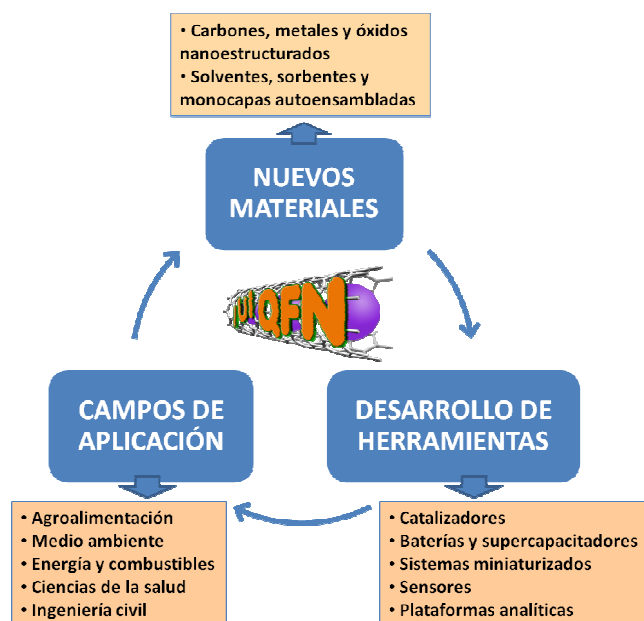 • Carbones, metales y óxidos
nanoestructurados
• Solventes, sorbentes y
monocapas autoensambladas
NUEVOS
MATERIALES
IUIQFN
CAMPOS DE
APLICACIÓN
DESARROLLO DE
HERRAMIENTAS
• Agroalimentación
• Medio ambiente
• Energía y combustibles
• Ciencias de la salud
• Ingeniería civil
• Catalizadores
• Baterías y supercapacitadores
• Sistemas miniaturizados
• Sensores
• Plataformas analíticas